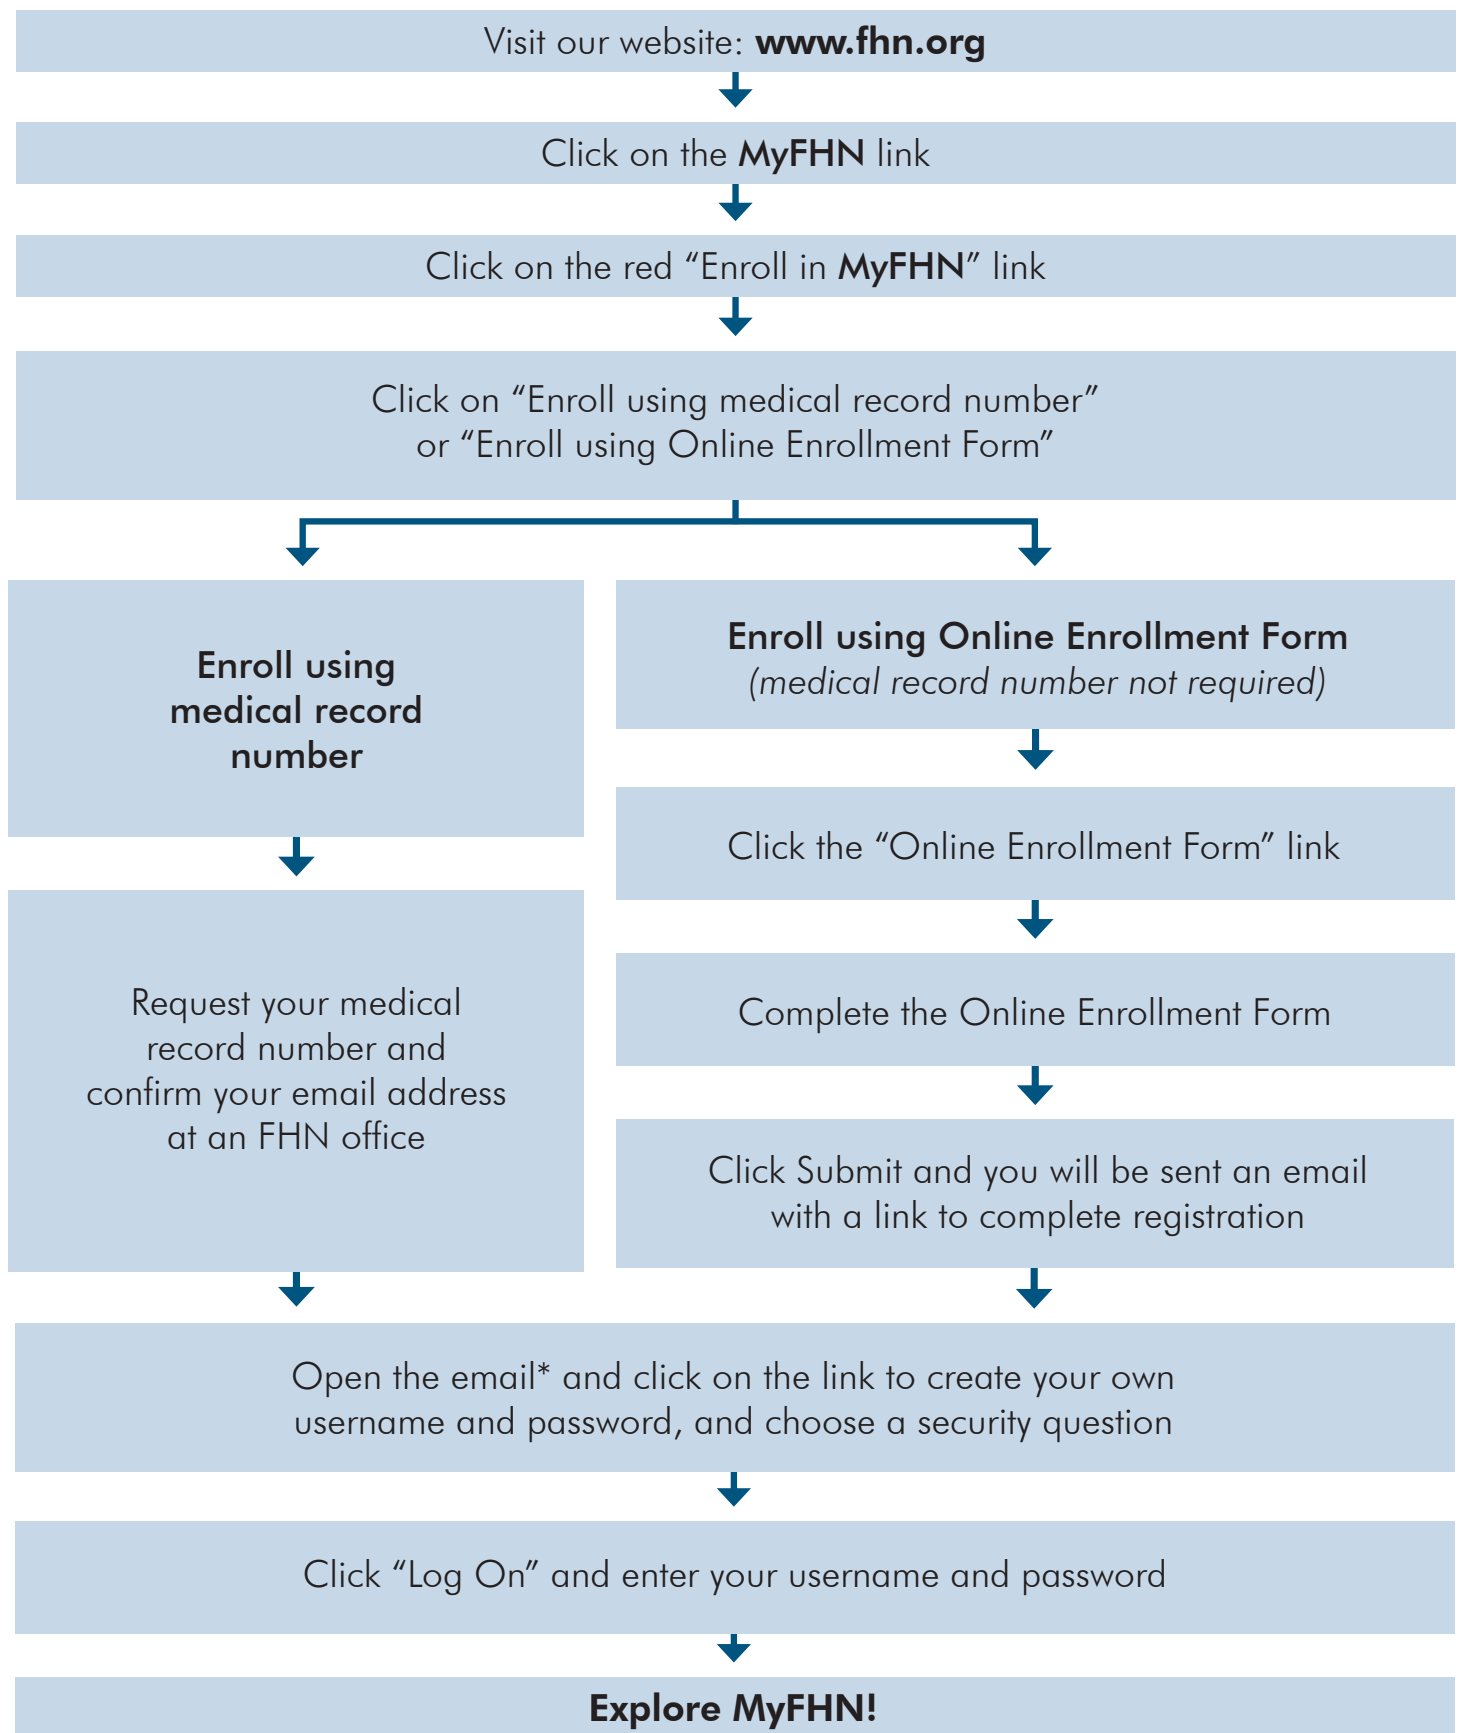 Visit our website: www.fhn.org
Click on the MyFHN link
Click on the red “Enroll in MyFHN” link
Click on “Enroll using medical record number”
or “Enroll using Online Enrollment Form”
Enroll using
medical record
number
Request your medical
record number and
confirm your email address
at an FHN office
Enroll using Online Enrollment Form
(medical record number not required)
Click the “Online Enrollment Form” link
Complete the Online Enrollment Form
Click Submit and you will be sent an email
with a link to complete registration
Open the email* and click on the link to create your own
username and password, and choose a security question
Click “Log On” and enter your username and password
Explore MyFHN!